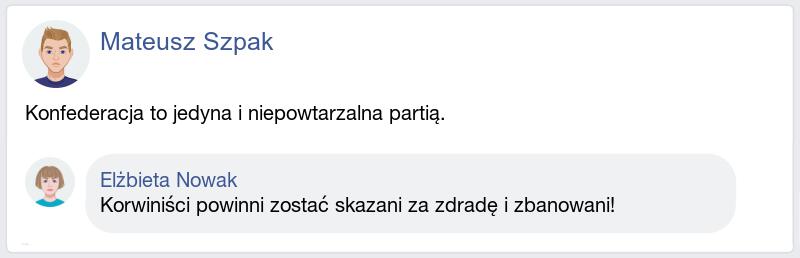 Mateusz Szpak
Konfederacja to jedyna i niepowtarzalna partią.
Elżbieta Nowak
Korwiniści powinni zostać skazani za zdradę i zbanowani!